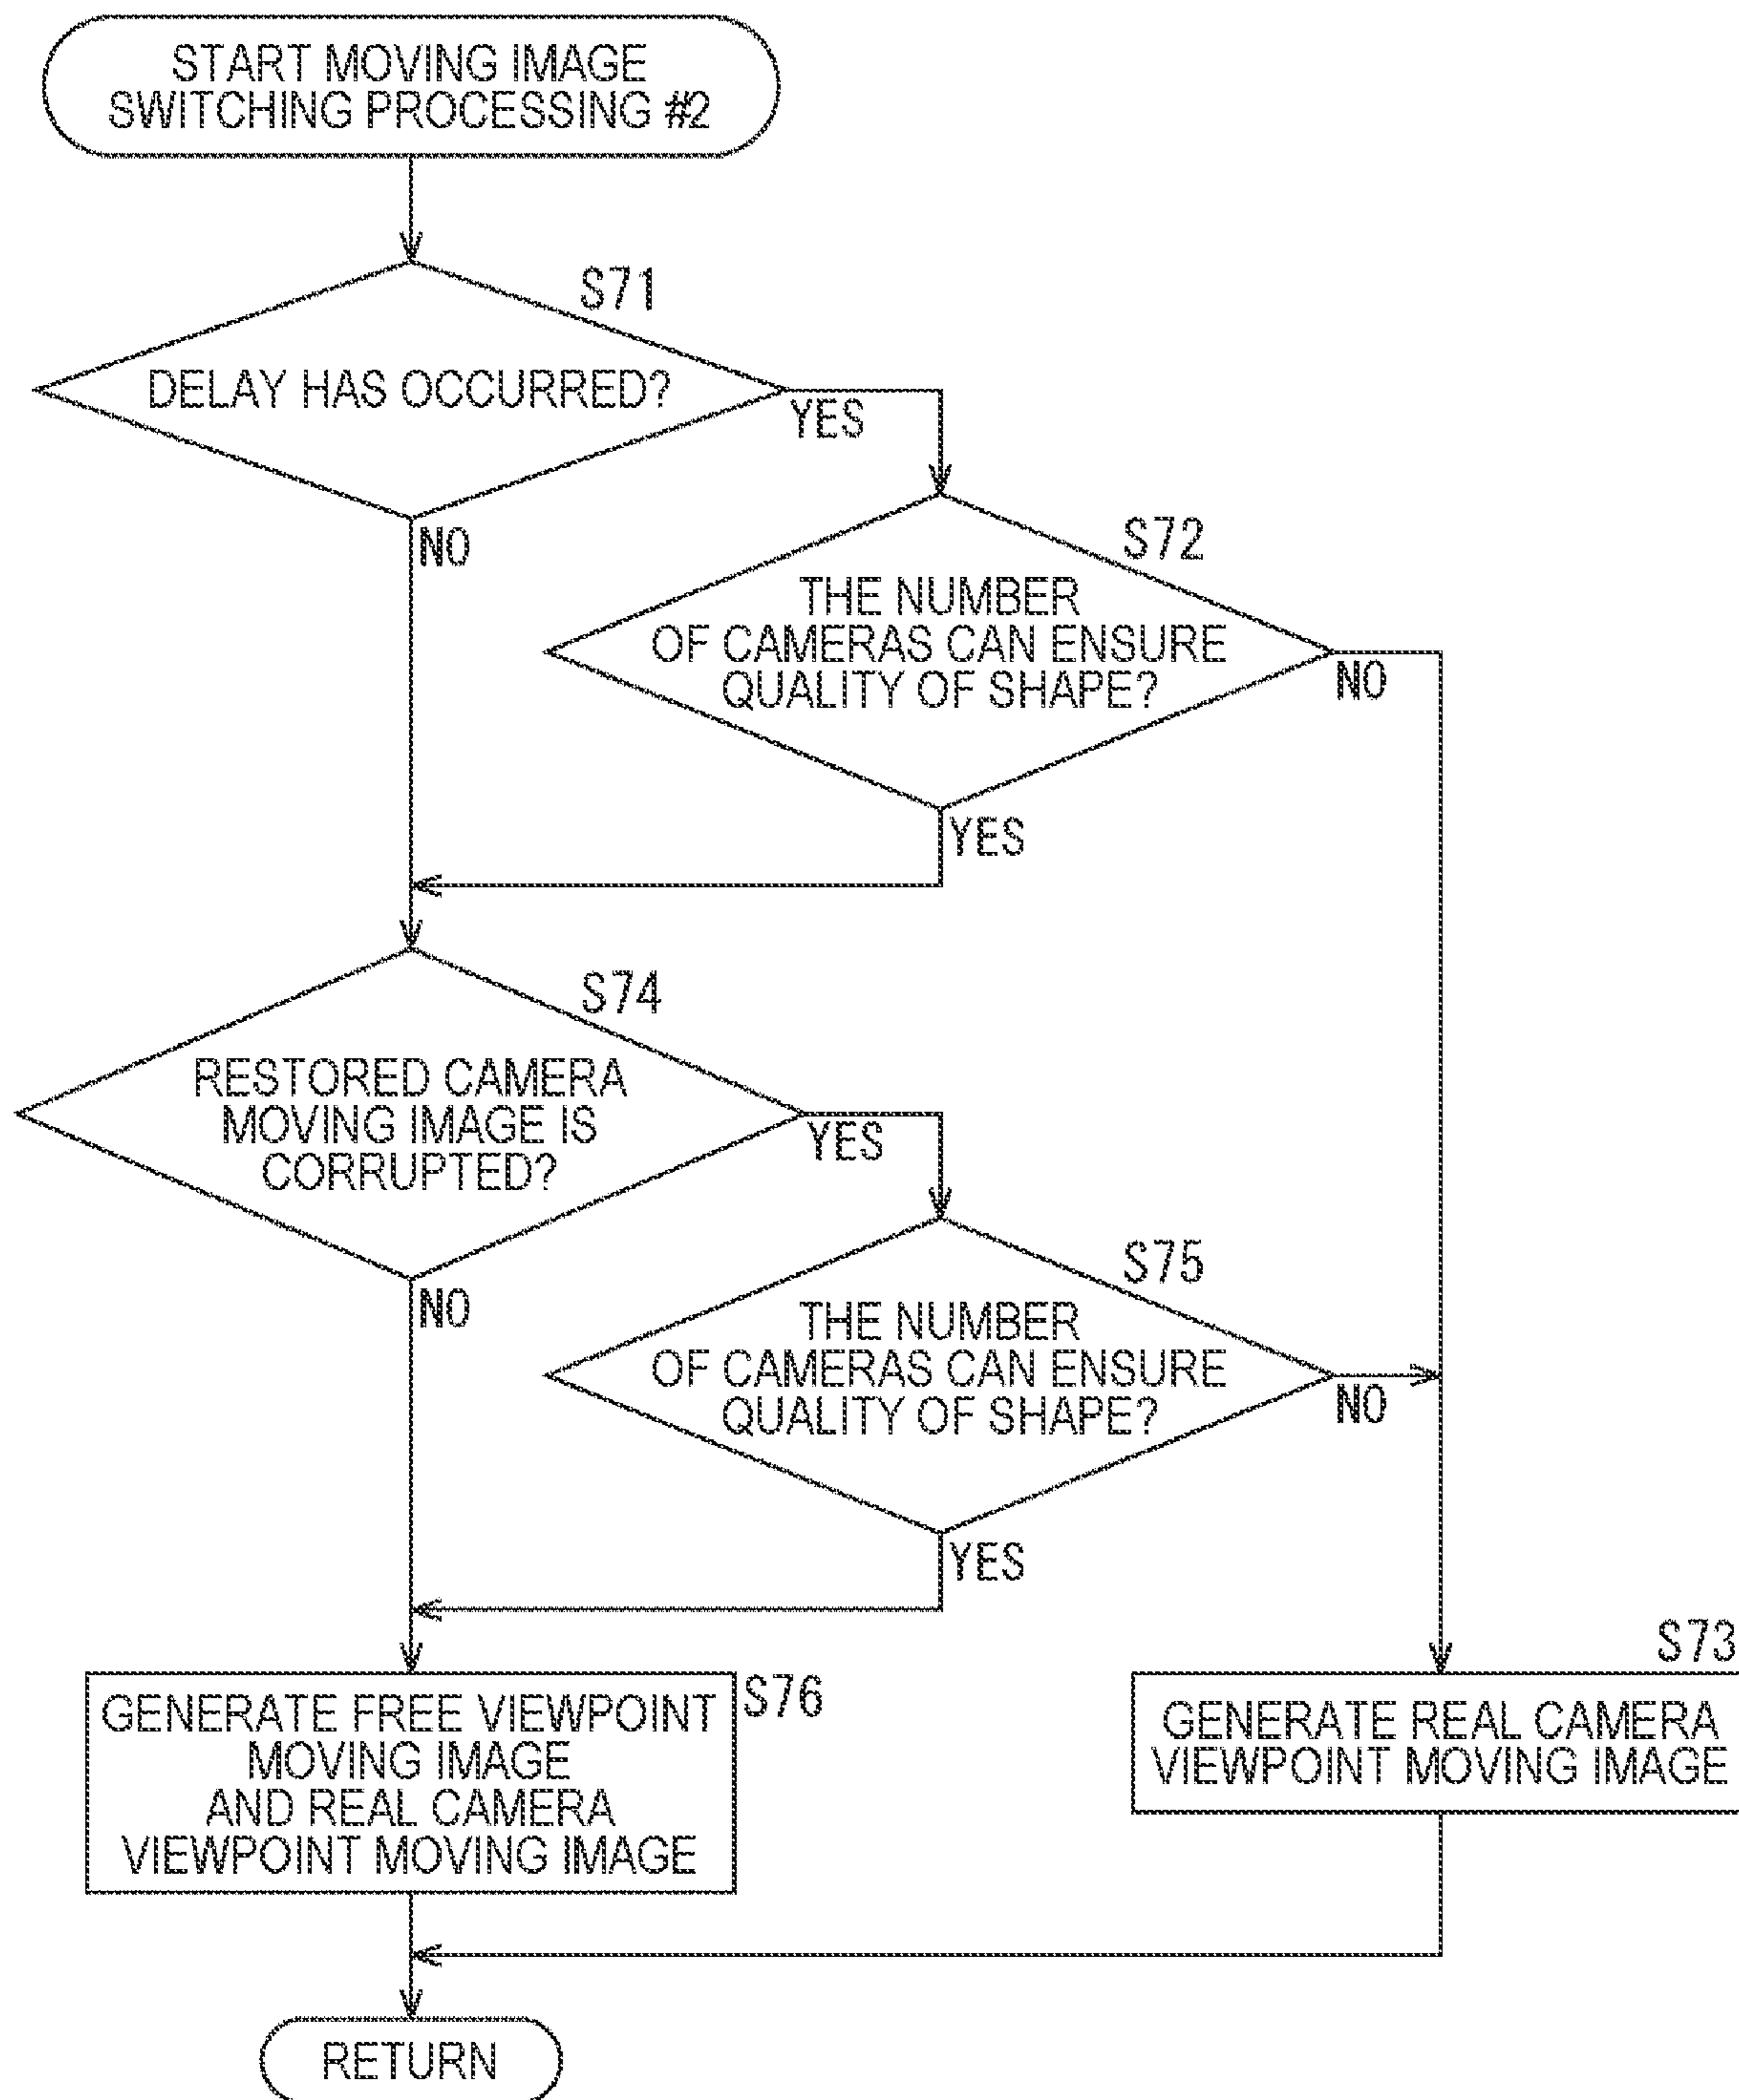 START MOVING IMAGE
SWITCHING PROCESSING #2
S71
DELAY HAS OCCURRED?
YES
NO
S72
THE NUMBER
OF CAMERAS CAN ENSURE
QUALITY OF SHAPE?
NO
YES
S74
RESTORED CAMERA
MOVING IMAGE IS
CORRUPTED?
YES
NO
S75
THE NUMBER
OF CAMERAS CAN ENSURE
QUALITY OF SHAPE?
NO
YES
S76
GENERATE FREE VIEWPOINT
MOVING IMAGE
AND REAL CAMERA
VIEWPOINT MOVING IMAGE
S73
GENERATE REAL CAMERA
VIEWPOINT MOVING IMAGE
RETURN